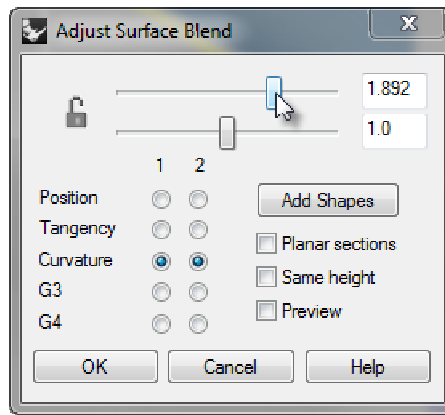 Adjust Surface Blend
X
1.892
1.0
1 2
Position
Tangency
Curvature
G3
G4
Add Shapes
Planar sections
Same height
Preview
OK Cancel Help